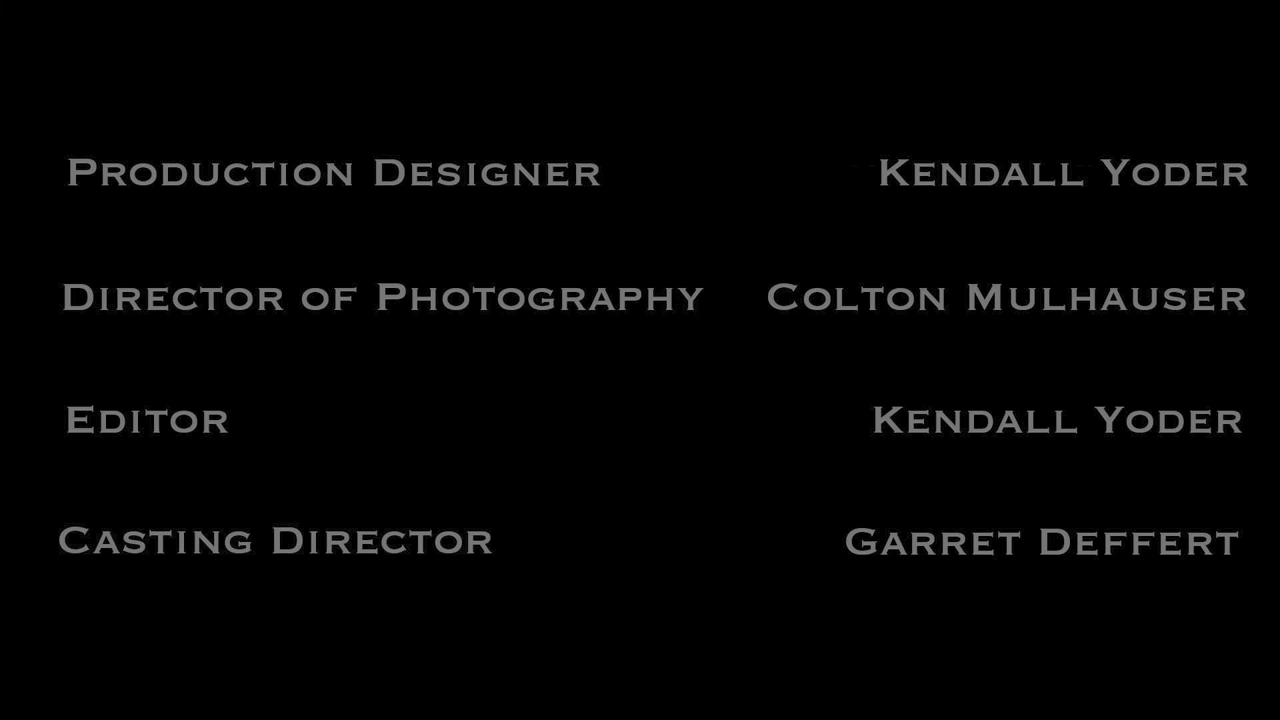 Production Designer Kendall Yoder
Director of Photography Colton Mulhauser
Editor Kendall Yoder
Casting Director Garret Deffert